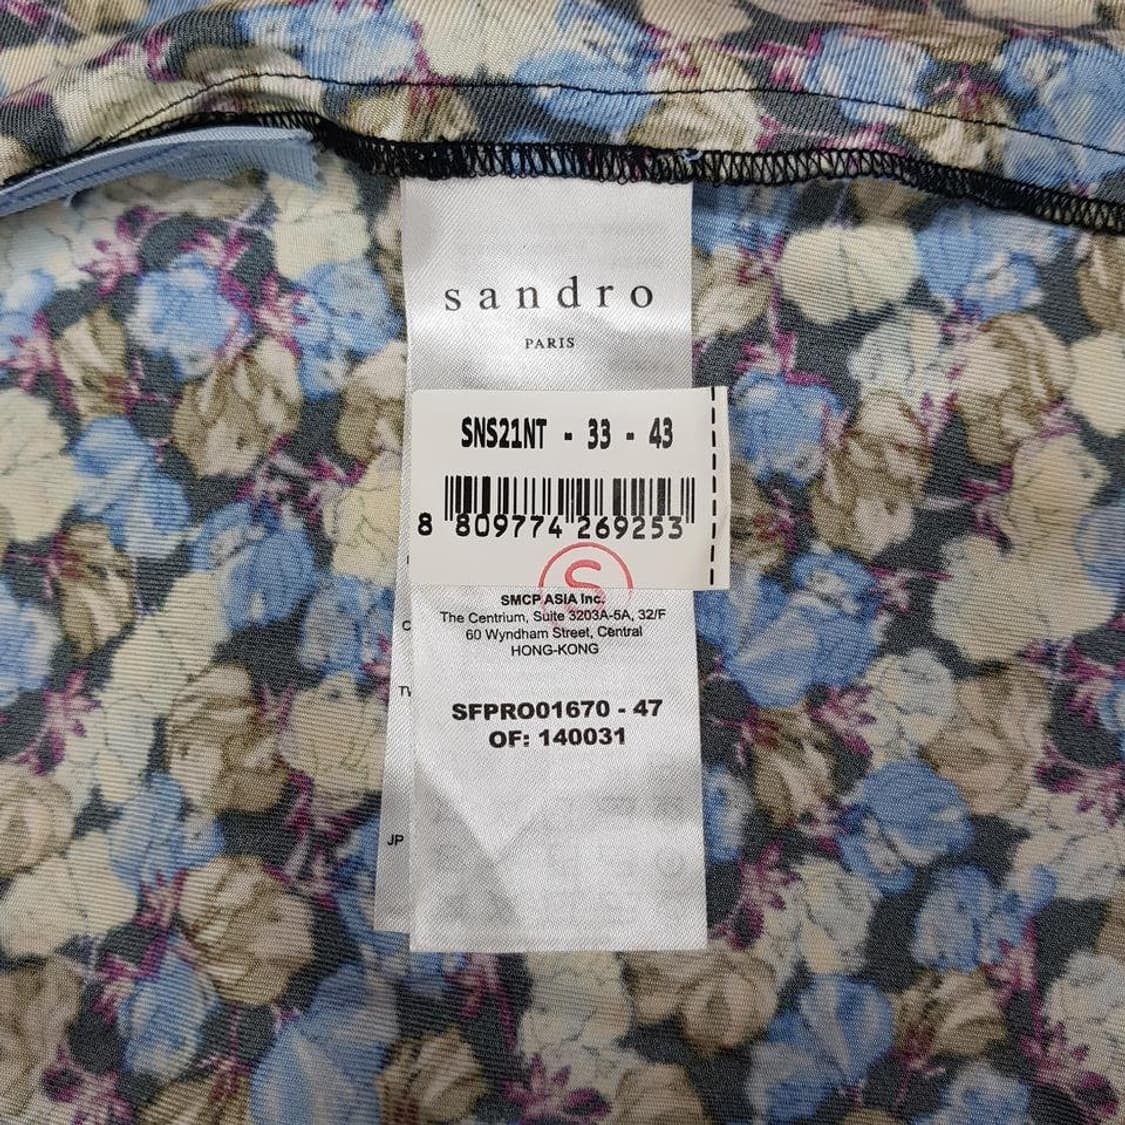 sandro
PARIS
SNS21NT - 33 - 43
8 809774 269253
S
SMCP ASIA Inc.
The Centrium, Suite 3203A-5A, 32/F
60 Wyndham Street, Central
HONG-KONG
SFPRO01670 - 47
OF: 140031
JP